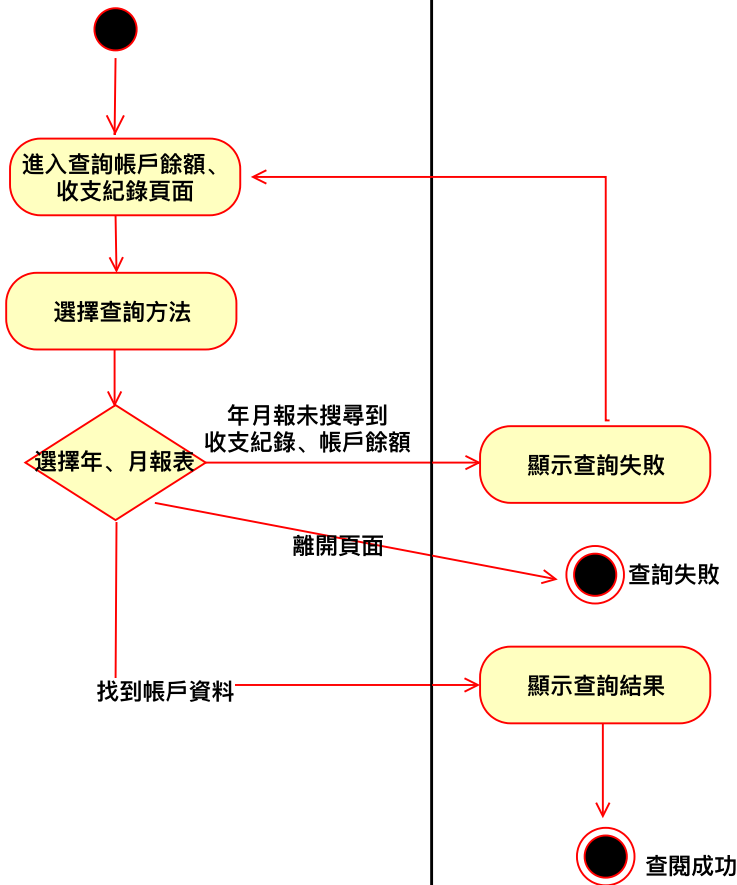 進入查詢帳戶餘額、
收支紀錄頁面
選擇查詢方法
年月報未搜尋到
收支紀錄、帳戶餘額
選擇年、月報表
顯示查詢失敗
離開頁面
查詢失敗
找到帳戶資料
顯示查詢結果
查閱成功